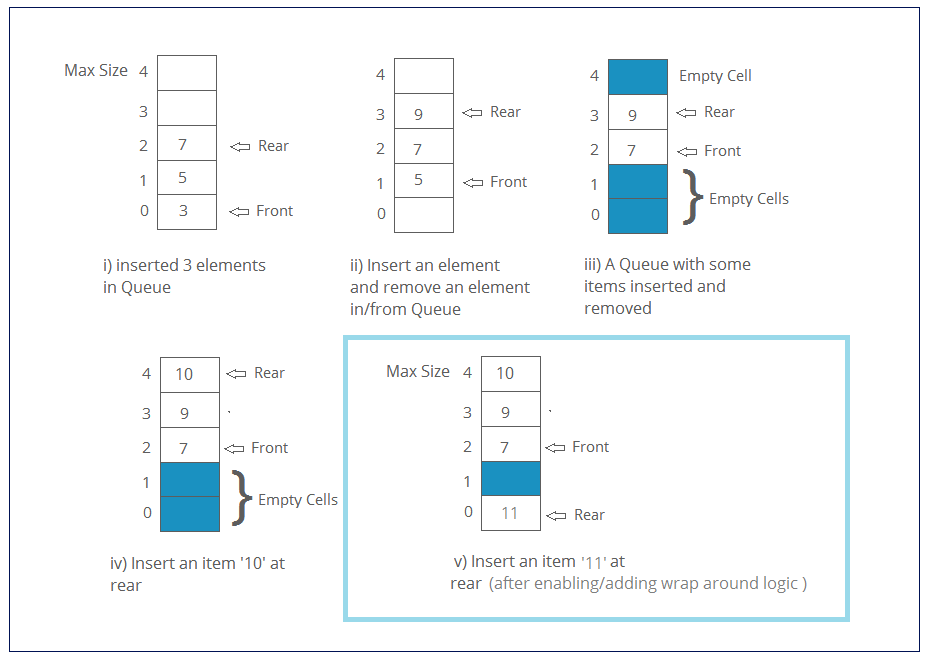 Max Size 4
3
2 7 Rear
1 5
0 3 Front
i) inserted 3 elements
in Queue
4
3 9 Rear
2 7
1 5 Front
0
ii) Insert an element
and remove an element
in/from Queue
4 Empty Cell
3 9 Rear
2 7 Front
1
} Empty Cells
0
iii) A Queue with some
items inserted and
removed
4 10 Rear
3 9
2 7 Front
1
} Empty Cells
0
iv) Insert an item '10' at
rear
Max Size 4 10
3 9
2 7 Front
1
0 11 Rear
v) Insert an item '11' at
rear (after enabling/adding wrap around logic )